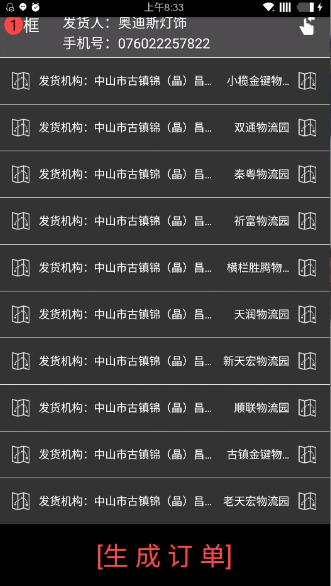 上午8:33
1框 发货人：奥迪斯灯饰
手机号：076022257822
发货机构：中山市古镇锦（晶）昌... 小榄金键物...
发货机构：中山市古镇锦（晶）昌... 双通物流园
发货机构：中山市古镇锦（晶）昌... 秦粤物流园
发货机构：中山市古镇锦（晶）昌... 祈富物流园
发货机构：中山市古镇锦（晶）昌... 横栏胜腾物...
发货机构：中山市古镇锦（晶）昌... 天润物流园
发货机构：中山市古镇锦（晶）昌... 新天宏物流园
发货机构：中山市古镇锦（晶）昌... 顺联物流园
发货机构：中山市古镇锦（晶）昌... 古镇金键物...
发货机构：中山市古镇锦（晶）昌... 老天宏物流园
[生成订单]